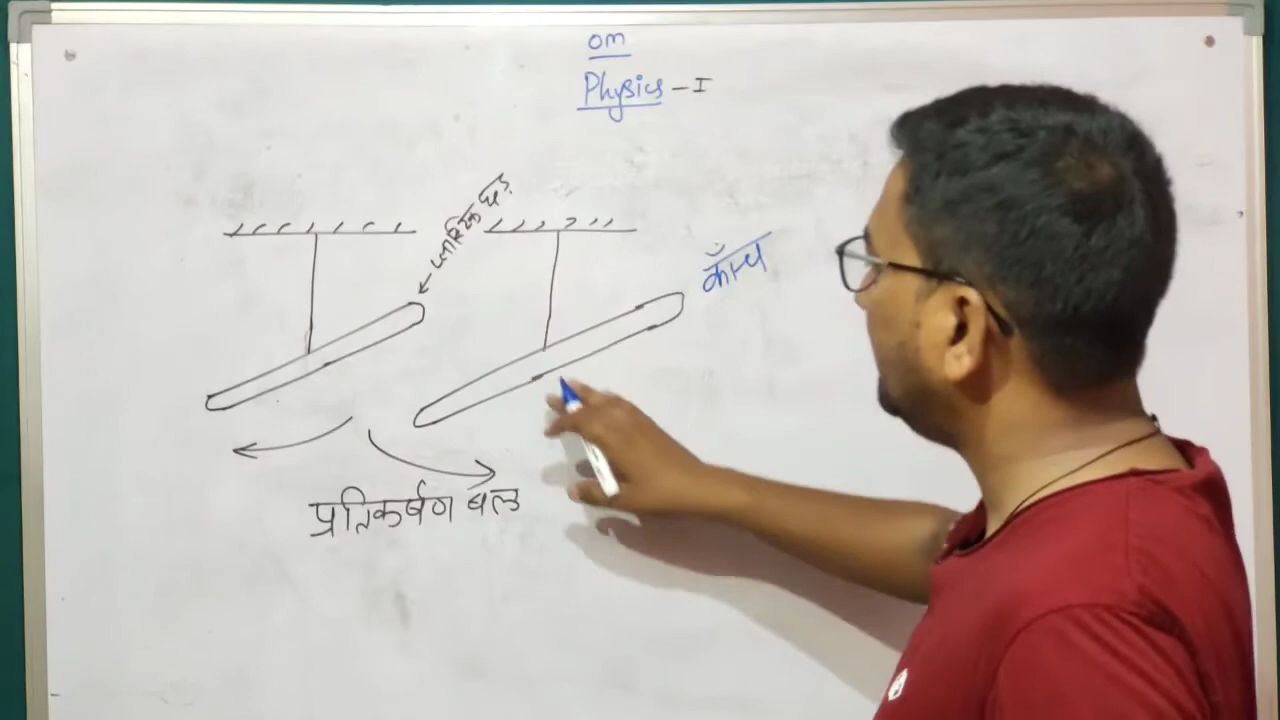 om
Physics - I
प्लास्टिक छड़
काँच
प्रतिकर्षण बल